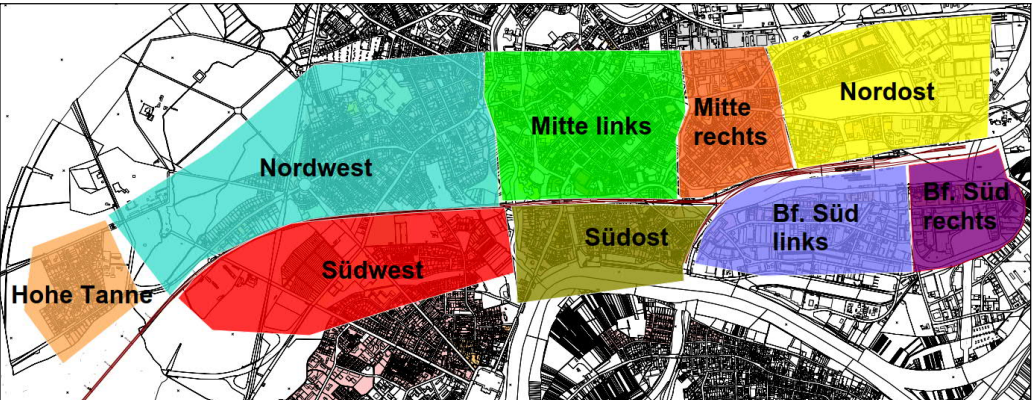 Nordost
Mitte links
Mitte
rechts
Nordwest
Bf. Süd
rechts
Bf. Süd
links
Südost
Südwest
Hohe Tanne